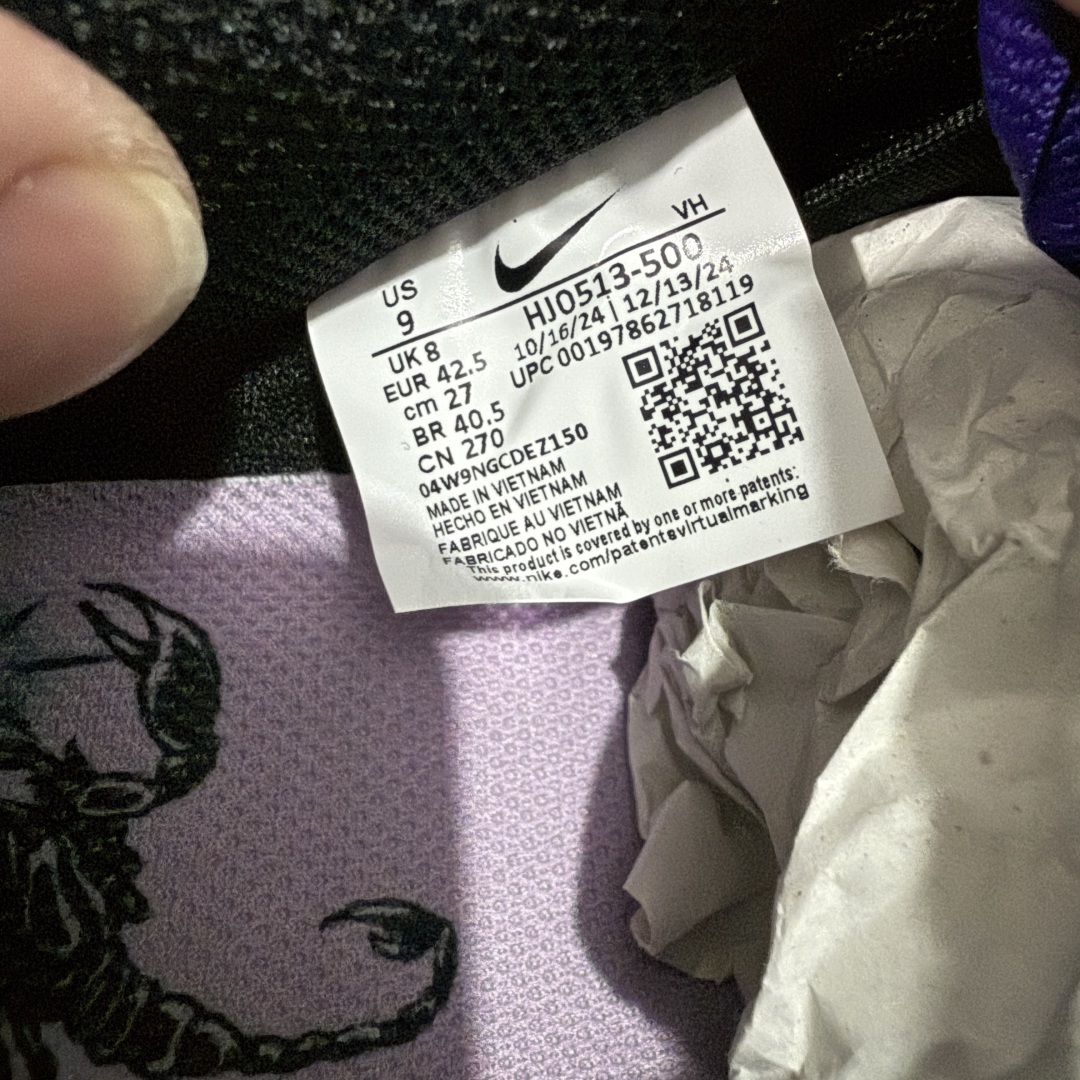 US
9
VH
HJ0513-500
10/16/24 | 12/13/24
UPC 00197862718119
UK 8
EUR 42.5
cm 27
BR 40.5
CN 270
04W9NGCDEZ150
MADE IN VIETNAM
HECHO EN VIETNAM
FABRIQUE AU VIETNAM
FABRICADO NO VIETNÃ
This product is covered by one or more patents:
www.nike.com/patentsvirtualmarking